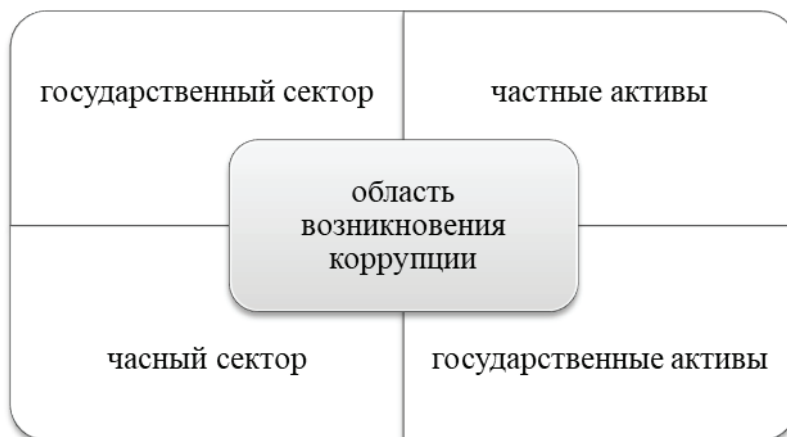 государственный сектор
частные активы
область
возникновения
коррупции
часный сектор
государственные активы